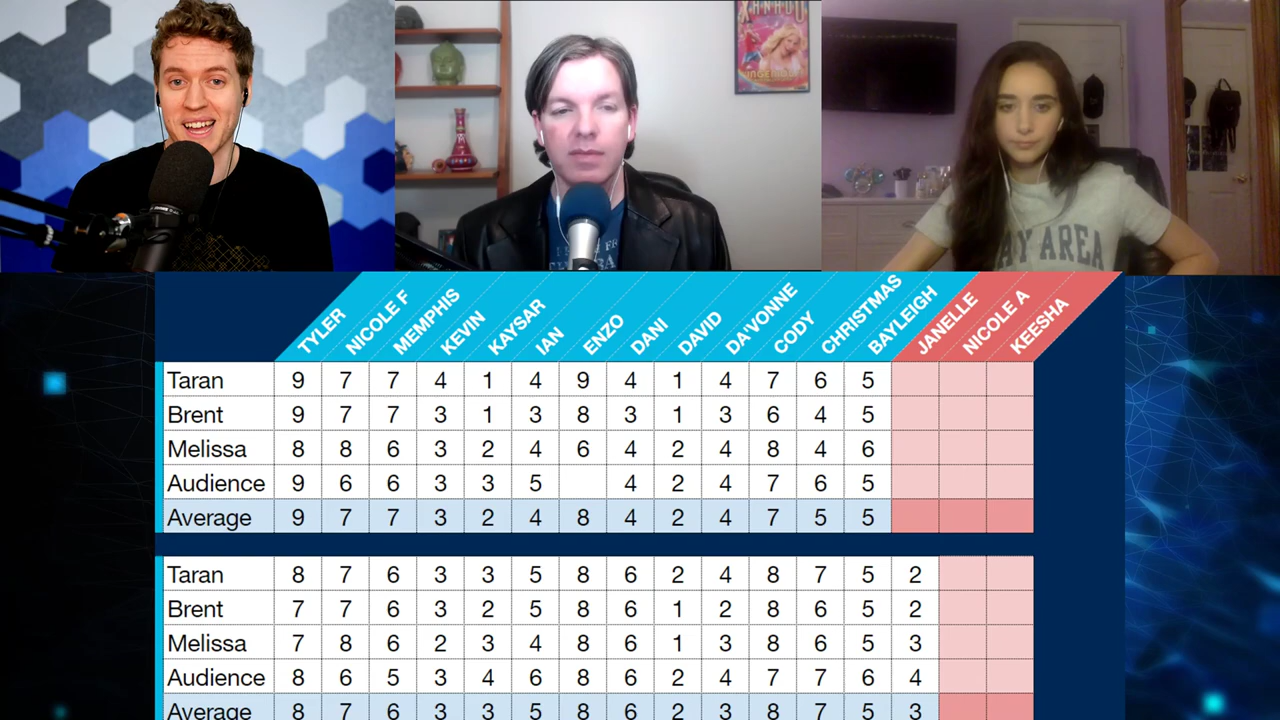 XANADU
AY AREA
TYLER NICOLE F MEMPHIS KEVIN KAYSAR IAN ENZO DANI DAVID DA'VONNE CODY CHRISTMAS BAYLEIGH JANELLE NICOLE A KEESHA
Taran 9 7 7 4 1 4 9 4 1 4 7 6 5
Brent 9 7 7 3 1 3 8 3 1 3 6 4 5
Melissa 8 8 6 3 2 4 6 4 2 4 8 4 6
Audience 9 6 6 3 3 5 4 2 4 7 6 5
Average 9 7 7 3 2 4 8 4 2 4 7 5 5
Taran 8 7 6 3 3 5 8 6 2 4 8 7 5 2
Brent 7 7 6 3 2 5 8 6 1 2 8 6 5 2
Melissa 7 8 6 2 3 4 8 6 1 3 8 6 5 3
Audience 8 6 5 3 4 6 8 6 2 4 7 7 6 4
Average 8 7 6 3 3 5 8 6 2 3 8 7 5 3